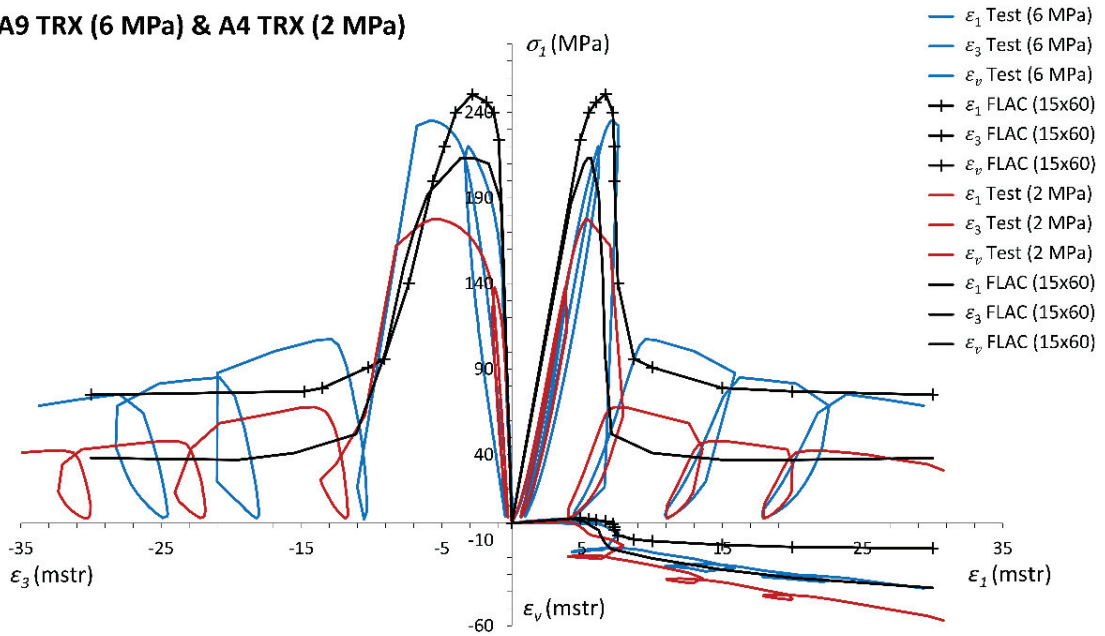 A9 TRX (6 MPa) & A4 TRX (2 MPa)
σ1 (MPa)
ε1 Test (6 MPa)
ε3 Test (6 MPa)
εv Test (6 MPa)
ε1 FLAC (15x60)
ε3 FLAC (15x60)
εv FLAC (15x60)
ε1 Test (2 MPa)
ε3 Test (2 MPa)
εv Test (2 MPa)
ε1 FLAC (15x60)
ε3 FLAC (15x60)
εv FLAC (15x60)
240
190
140
90
40
-10
-60
-35
-25
-15
-5
5
15
25
35
ε3 (mstr)
εv (mstr)
ε1 (mstr)